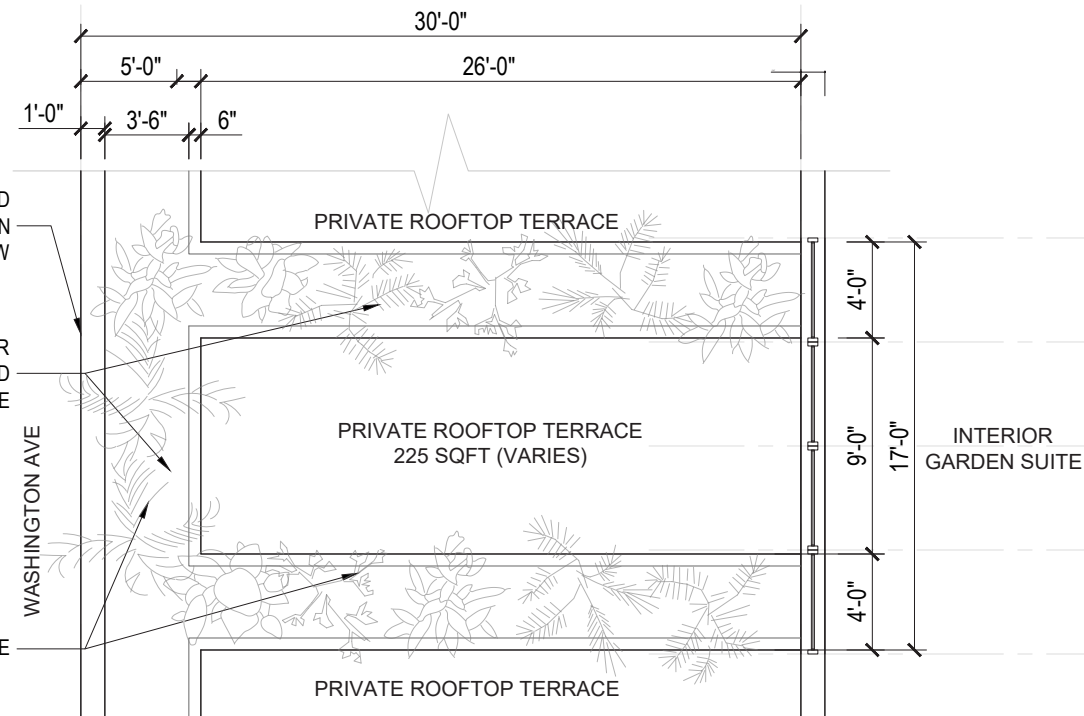 30'-0"
5'-0"
26'-0"
1'-0"
3'-6"
6"
D
N
W
PRIVATE ROOFTOP TERRACE
4'-0"
R
D
E
PRIVATE ROOFTOP TERRACE
225 SQFT (VARIES)
9'-0"
17'-0"
INTERIOR
GARDEN SUITE
WASHINGTON AVE
4'-0"
E
PRIVATE ROOFTOP TERRACE